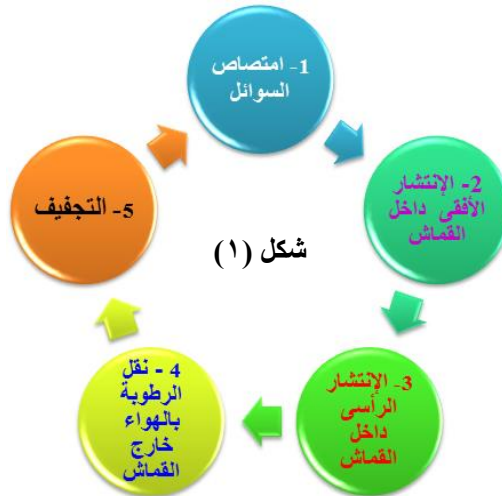 1- امتصاص
السوائل
2- الإنتشار
الأفقى داخل
القماش
3- الإنتشار
الرأسى
داخل
القماش
4 - نقل
الرطوبة
بالهواء
خارج
القماش
5- التجفيف
شكل (١)